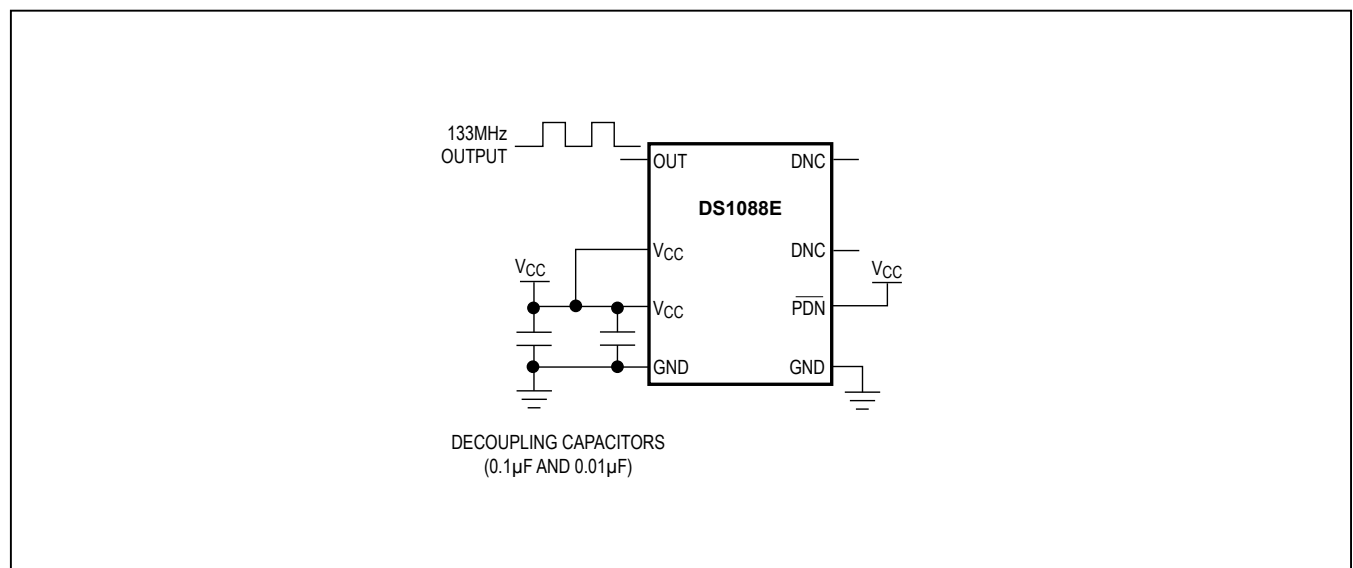 133MHz
OUTPUT
OUT
DNC
DS1088E
VCC
DNC
VCC
VCC
VCC
PDN
GND
GND
DECOUPLING CAPACITORS
(0.1µF AND 0.01µF)